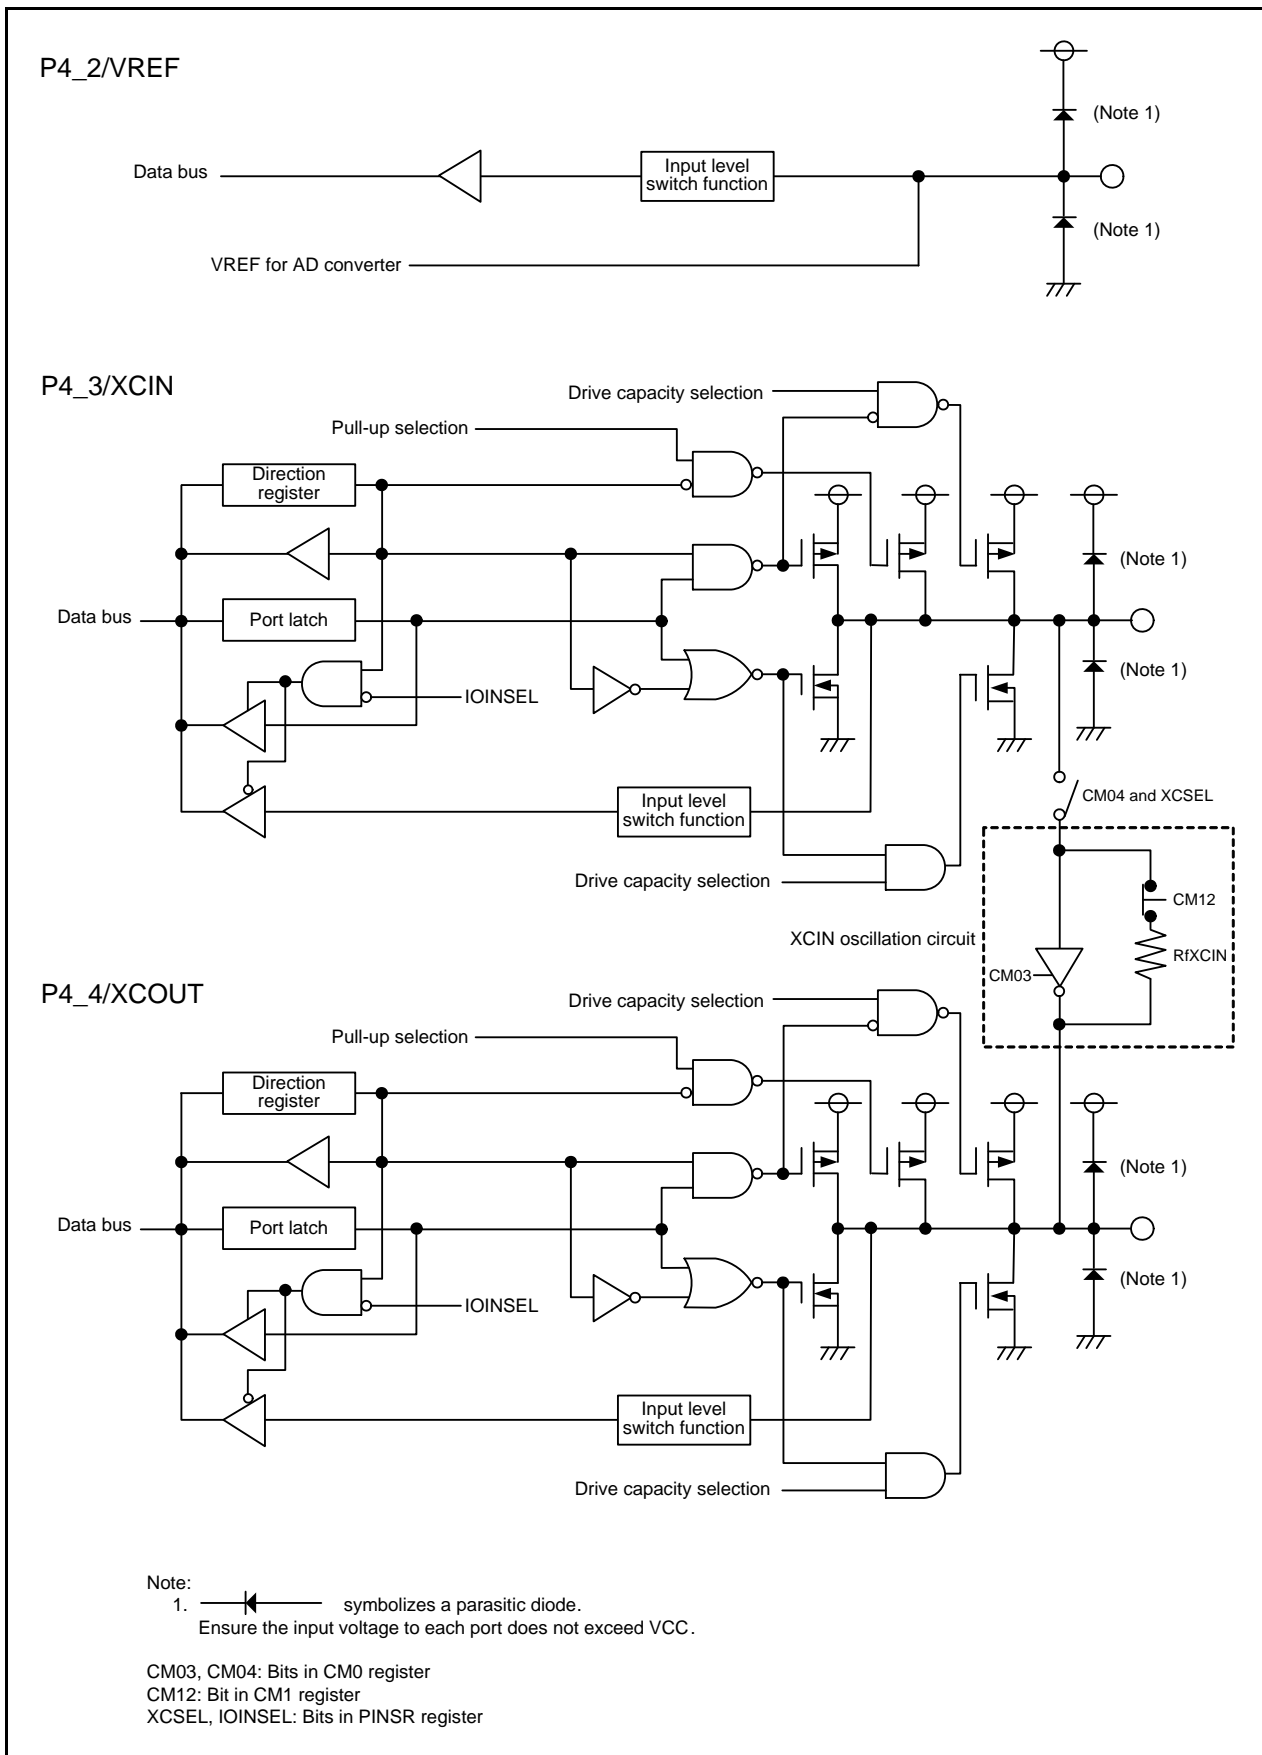 P4_2/VREF
(Note 1)
Data bus
Input level
switch function
(Note 1)
VREF for AD converter
P4_3/XCIN
Drive capacity selection
Pull-up selection
Direction
register
(Note 1)
Data bus
Port latch
(Note 1)
IOINSEL
Input level
switch function
CM04 and XCSEL
Drive capacity selection
CM12
XCIN oscillation circuit
RfXCIN
CM03
P4_4/XCOUT
Drive capacity selection
Pull-up selection
Direction
register
(Note 1)
Data bus
Port latch
(Note 1)
IOINSEL
Input level
switch function
Drive capacity selection
Note:
1. symbolizes a parasitic diode.
Ensure the input voltage to each port does not exceed VCC.
CM03, CM04: Bits in CM0 register
CM12: Bit in CM1 register
XCSEL, IOINSEL: Bits in PINSR register